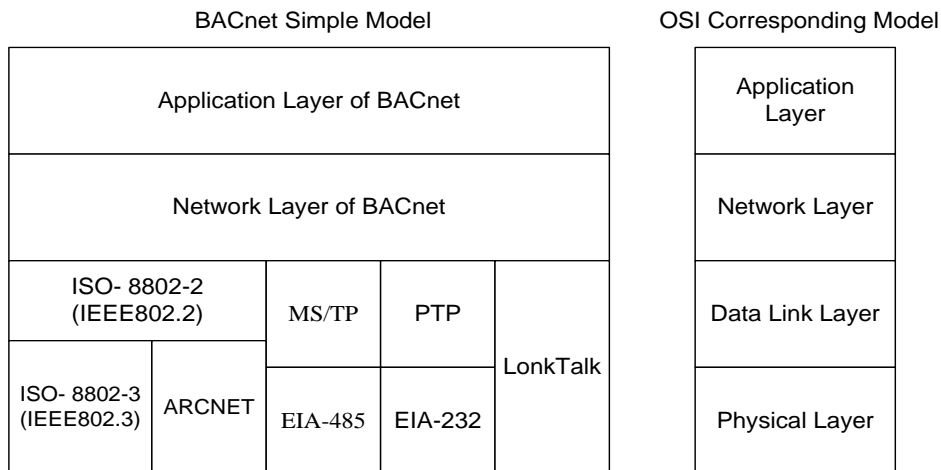 BACnet Simple Model
OSI Corresponding Model
Application Layer of BACnet
Application
Layer
Network Layer of BACnet
Network Layer
ISO- 8802-2
(IEEE802.2)
MS/TP
PTP
LonkTalk
Data Link Layer
ISO- 8802-3
(IEEE802.3)
ARCNET
EIA-485
EIA-232
Physical Layer